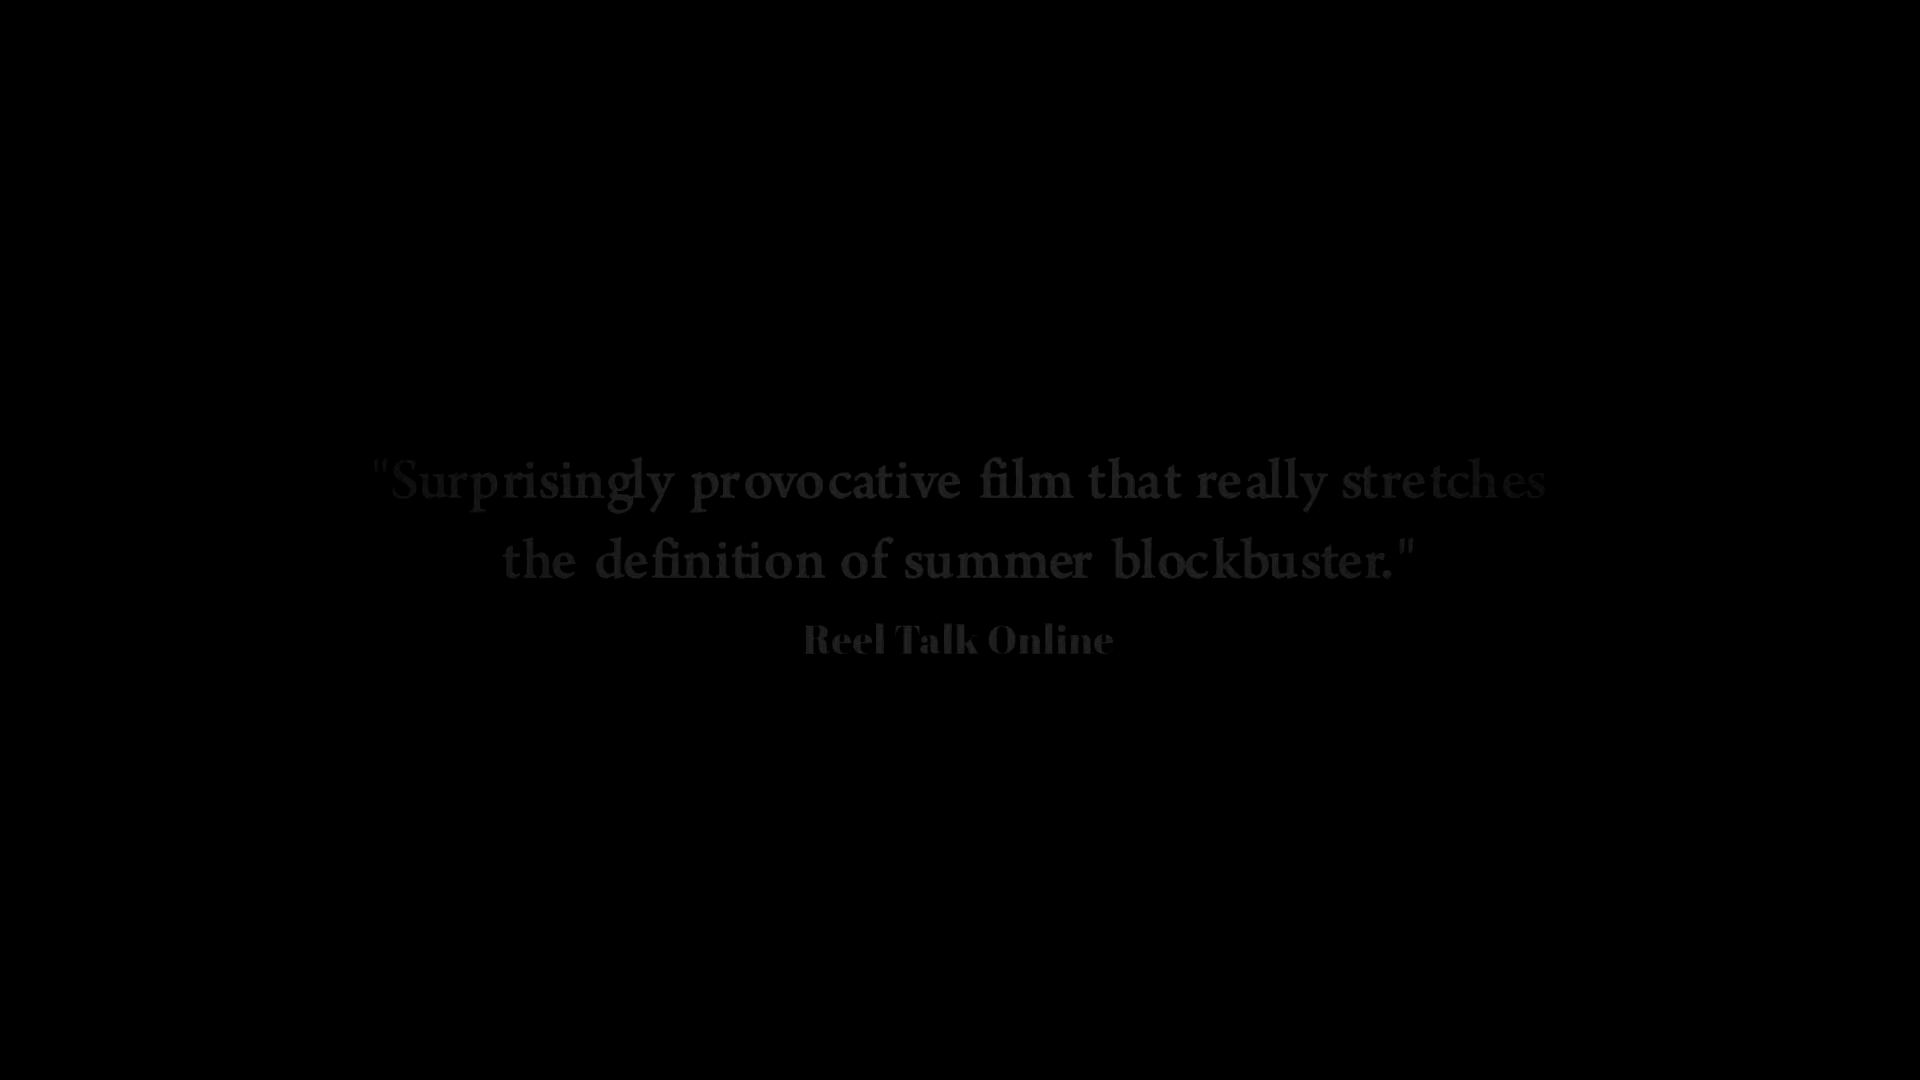 "Surprisingly provocative film that really stretches
the definition of summer blockbuster."
Reel Talk Online